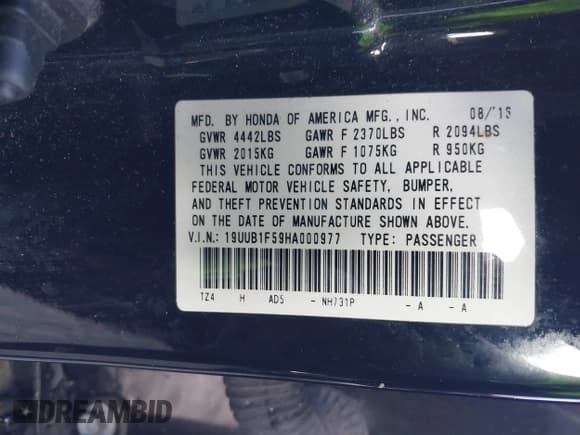 MFD. BY HONDA OF AMERICA MFG., INC. 08/'16
GVWR 4442LBS GAWR F 2370LBS R 2094LBS
GVWR 2015KG GAWR F 1075KG R 950KG
THIS VEHICLE CONFORMS TO ALL APPLICABLE
FEDERAL MOTOR VEHICLE SAFETY, BUMPER,
AND THEFT PREVENTION STANDARDS IN EFFECT
ON THE DATE OF MANUFACTURE SHOWN ABOVE.
V.I.N.: 19UUB1F59HA000977 TYPE: PASSENGER
TZ4 H AD5 - NH731P - A - A
DREAMBID